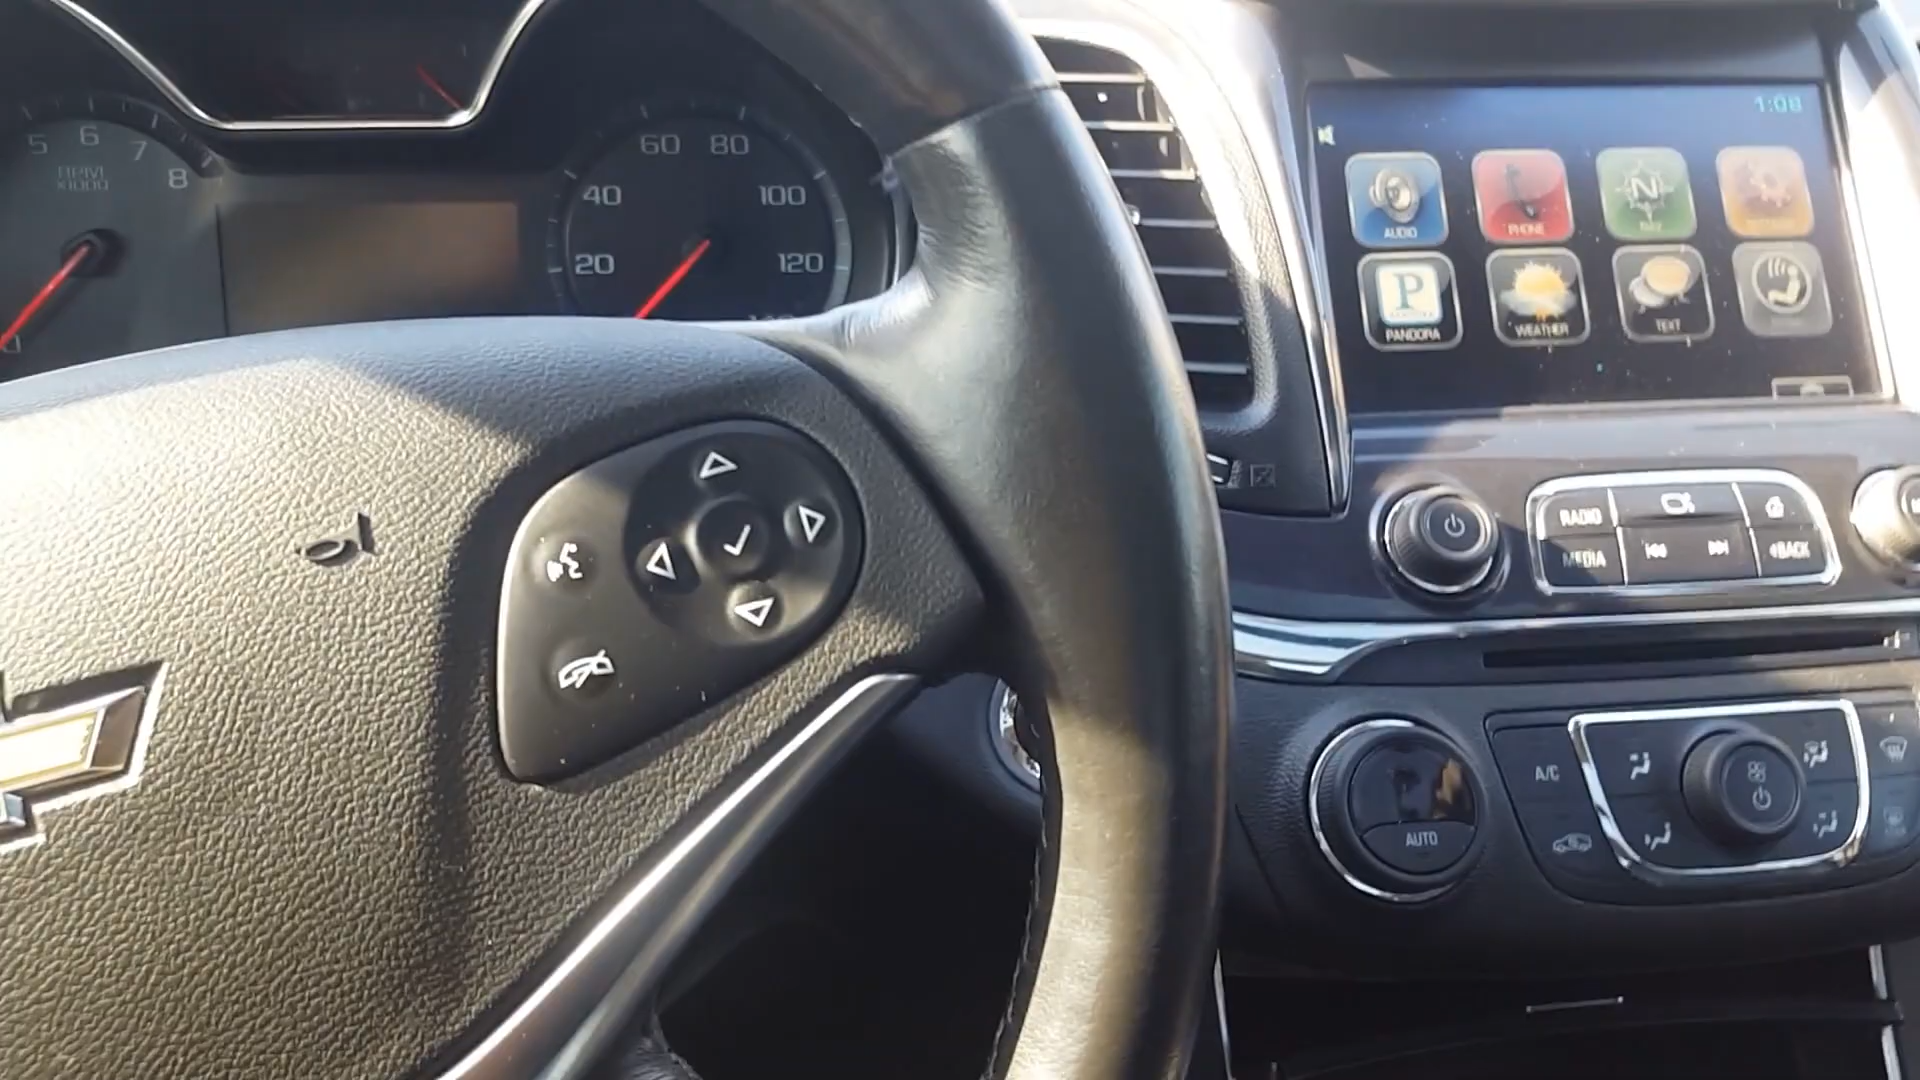 5 6 7 8
RPM
x1000
20 40 60 80 100 120
1:08
AUDIO
PHONE
NAV
PANDORA
WEATHER
TEXT
RADIO
MEDIA
BACK
AUTO
A/C